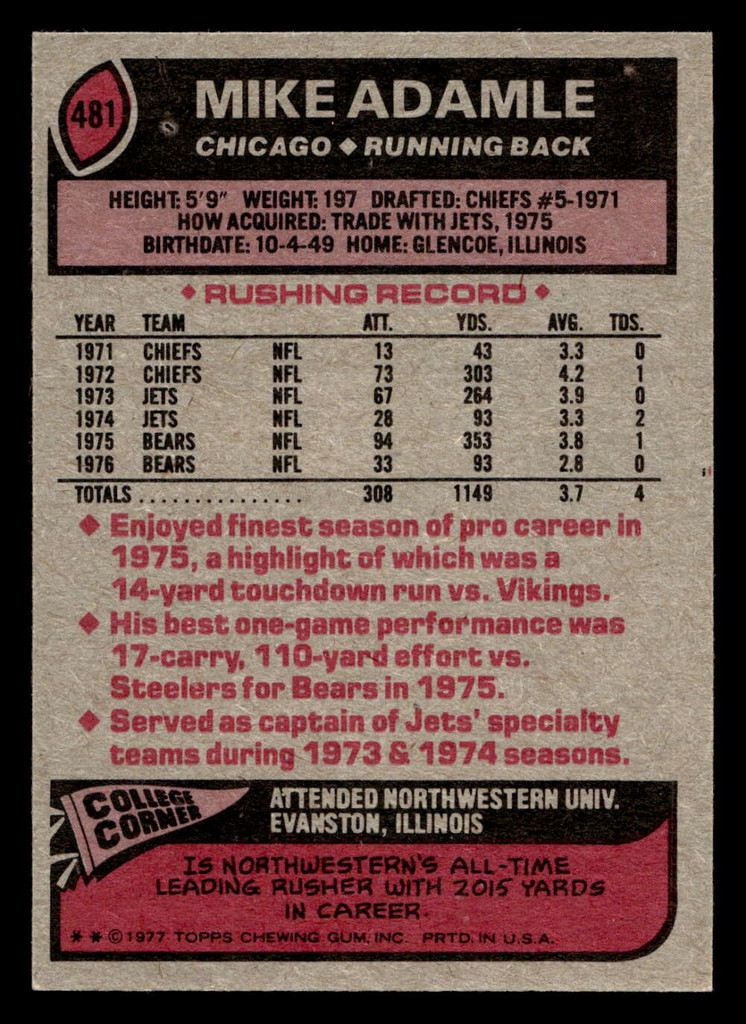 481
MIKE ADAMLE
CHICAGO ◆ RUNNING BACK
HEIGHT: 5'9" WEIGHT: 197 DRAFTED: CHIEFS #5-1971
HOW ACQUIRED: TRADE WITH JETS, 1975
BIRTHDATE: 10-4-49 HOME: GLENCOE, ILLINOIS
◆ RUSHING RECORD ◆
YEAR TEAM ATT. YDS. AVG. TDS.
1971 CHIEFS NFL 13 43 3.3 0
1972 CHIEFS NFL 73 303 4.2 1
1973 JETS NFL 67 264 3.9 0
1974 JETS NFL 28 93 3.3 2
1975 BEARS NFL 94 353 3.8 1
1976 BEARS NFL 33 93 2.8 0
TOTALS ............... 308 1149 3.7 4
◆ Enjoyed finest season of pro career in
1975, a highlight of which was a
14-yard touchdown run vs. Vikings.
◆ His best one-game performance was
17-carry, 110-yard effort vs.
Steelers for Bears in 1975.
◆ Served as captain of Jets' specialty
teams during 1973 & 1974 seasons.
COLLEGE
CORNER
ATTENDED NORTHWESTERN UNIV.
EVANSTON, ILLINOIS
IS NORTHWESTERN'S ALL-TIME
LEADING RUSHER WITH 2015 YARDS
IN CAREER.
* * © 1977 TOPPS CHEWING GUM, INC. PRTD. IN U.S.A.